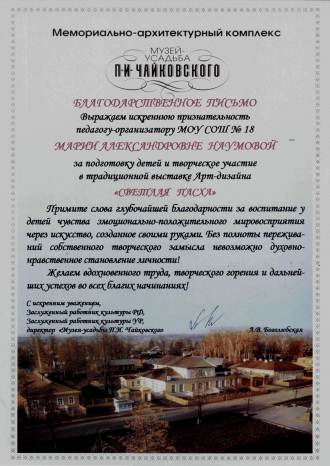 Мемориально-архитектурный комплекс
МУЗЕЙ-
УСАДЬБА
П·И·ЧАЙКОВСКОГО
БЛАГОДАРСТВЕННОЕ ПИСЬМО
Выражаем искреннюю признательность
педагогу-организатору МОУ СОШ № 18
МАРИИ АЛЕКСАНДРОВНЕ НАУМОВОЙ
за подготовку детей и творческое участие
в традиционной выставке Арт-дизайна
«СВЕТЛАЯ ПАСХА»
Примите слова глубочайшей благодарности за воспитание у
детей чувства эмоционально-положительного мировосприятия
через искусство, созданное своими руками. Без полноты пережива-
ний собственного творческого замысла невозможно духовно-
нравственное становление личности!
Желаем вдохновенного труда, творческого горения и дальней-
ших успехов во всех благих начинаниях!
С искренним уважением,
Заслуженный работник культуры РФ,
Заслуженный работник культуры УР,
директор «Музея-усадьбы П.И. Чайковского
А.В. Боголюбская